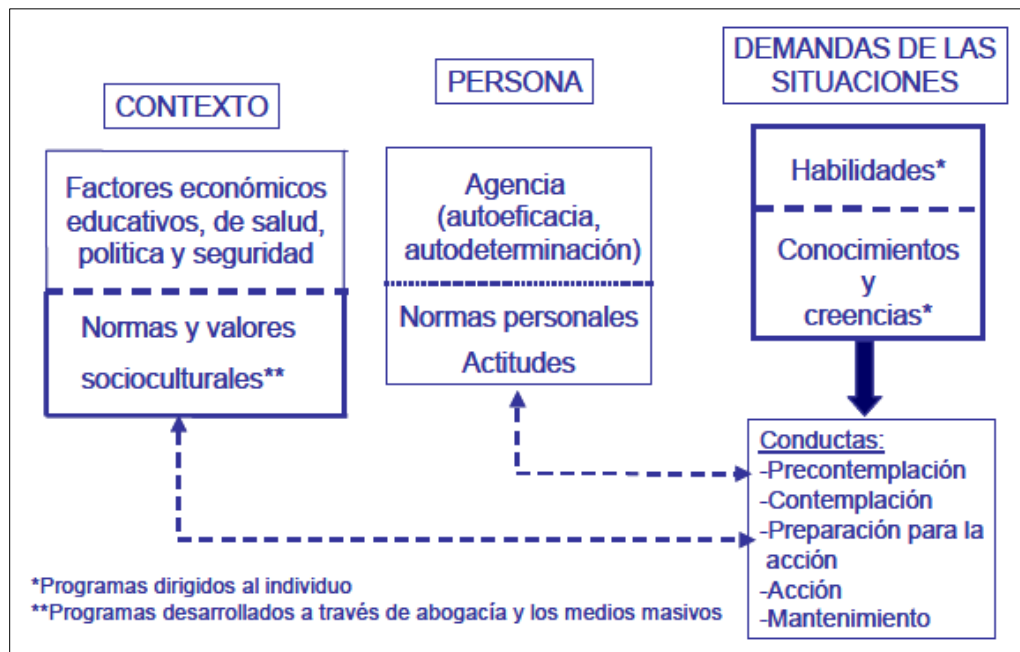 CONTEXTO
Factores económicos
educativos, de salud,
politica y seguridad
Normas y valores
socioculturales**
PERSONA
Agencia
(autoeficacia,
autodeterminación)
Normas personales
Actitudes
DEMANDAS DE LAS
SITUACIONES
Habilidades*
Conocimientos
y
creencias*
Conductas:
-Precontemplación
-Contemplación
-Preparación para la
acción
-Acción
-Mantenimiento
*Programas dirigidos al individuo
**Programas desarrollados a través de abogacía y los medios masivos